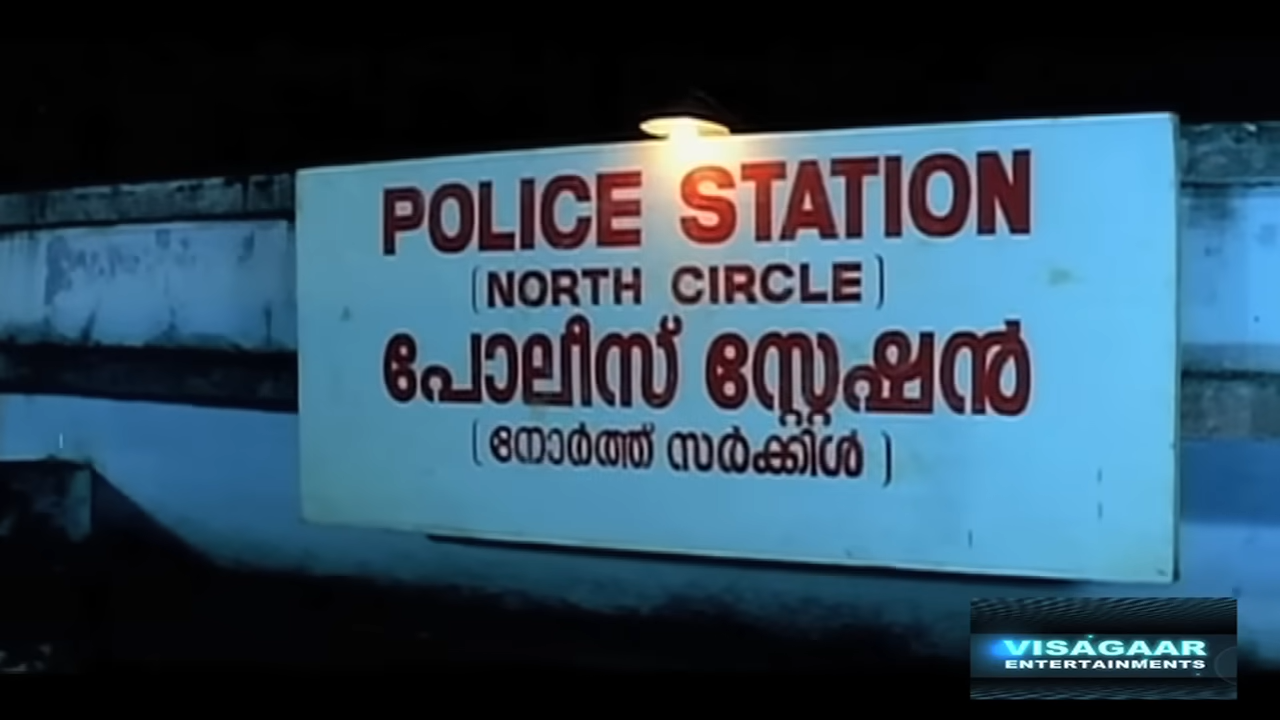 POLICE STATION
(NORTH CIRCLE)
പോലീസ് സ്റ്റേഷൻ
(നോർത്ത് സർക്കിൾ)
VISAGAAR
ENTERTAINMENTS